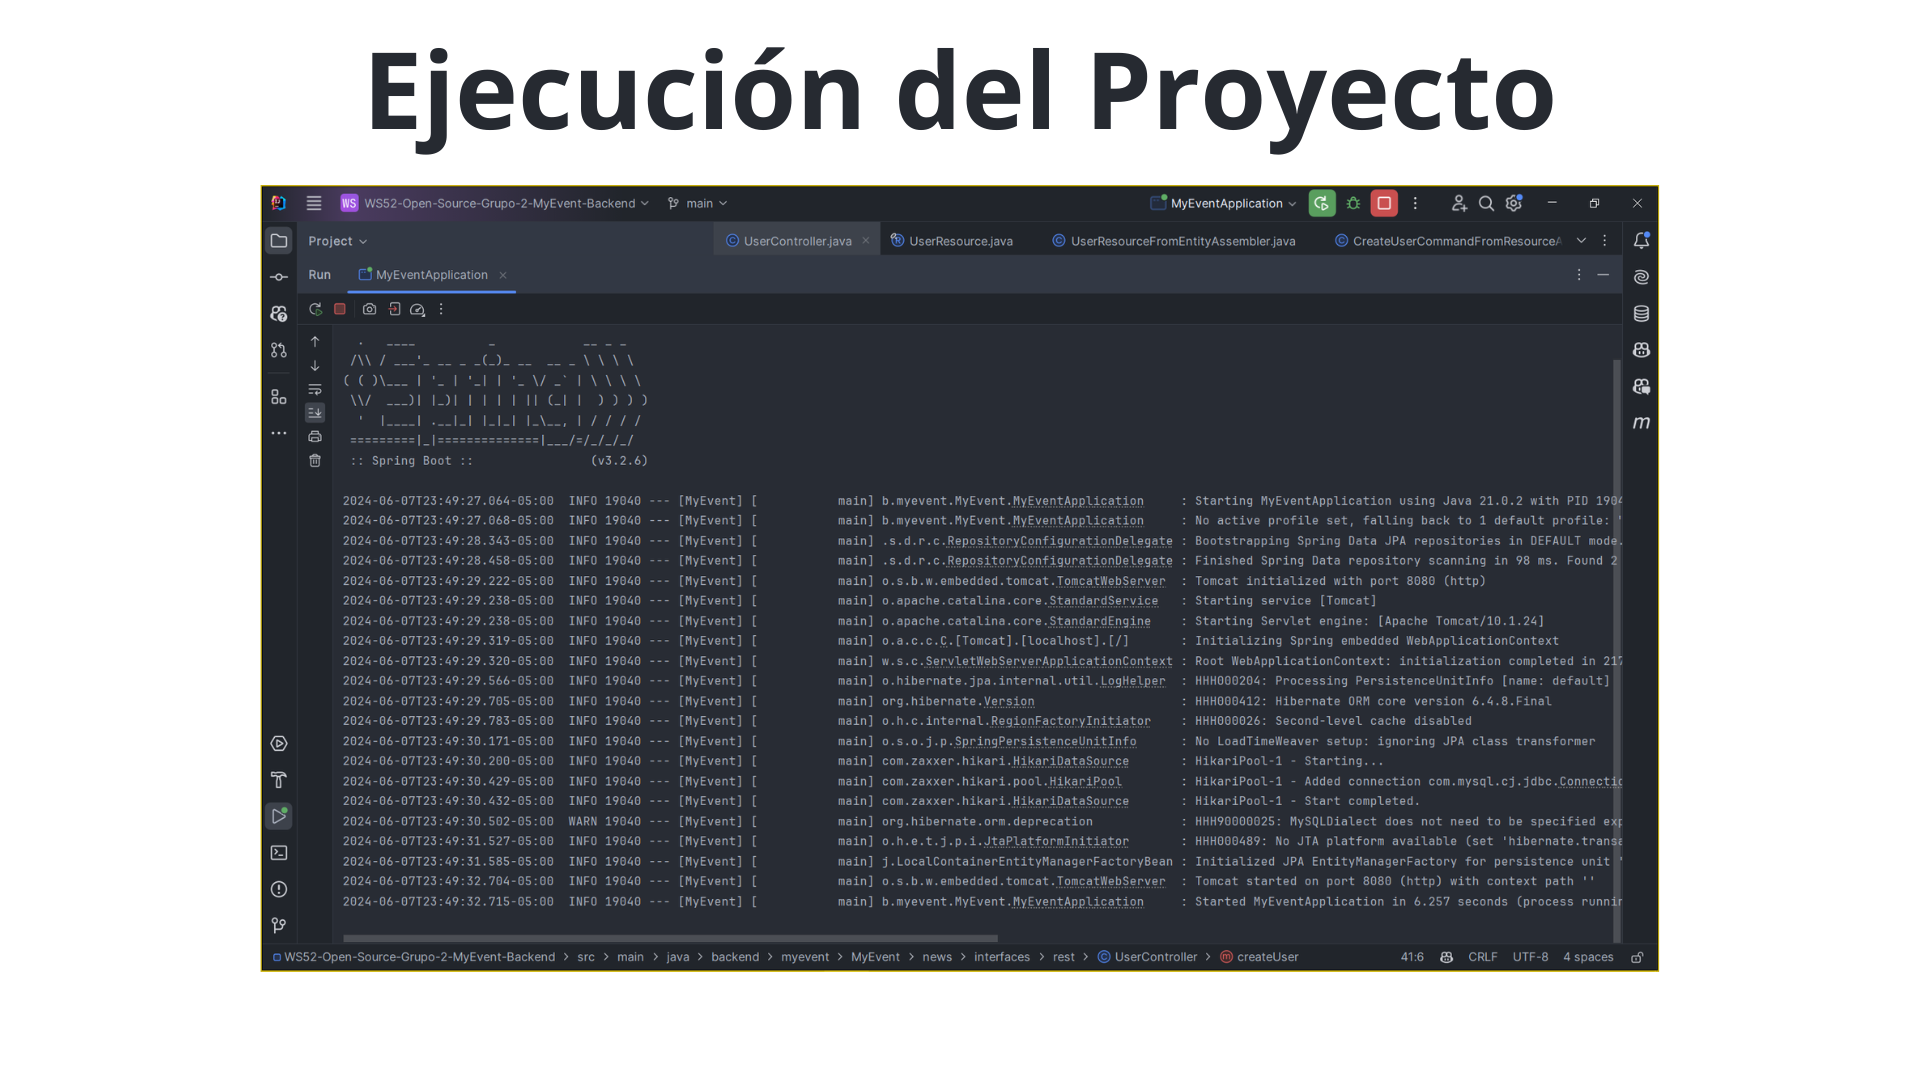 Ejecución del Proyecto
WS WS52-Open-Source-Grupo-2-MyEvent-Backend main MyEventApplication
Project UserController.java UserResource.java UserResourceFromEntityAssembler.java CreateUserCommandFromResourceA
Run MyEventApplication
:: Spring Boot :: (v3.2.6)
2024-06-07T23:49:27.064-05:00 INFO 19040 --- [MyEvent] [ main] b.myevent.MyEvent.MyEventApplication : Starting MyEventApplication using Java 21.0.2 with PID 1904
2024-06-07T23:49:27.068-05:00 INFO 19040 --- [MyEvent] [ main] b.myevent.MyEvent.MyEventApplication : No active profile set, falling back to 1 default profile: "
2024-06-07T23:49:28.343-05:00 INFO 19040 --- [MyEvent] [ main] .s.d.r.c.RepositoryConfigurationDelegate : Bootstrapping Spring Data JPA repositories in DEFAULT mode.
2024-06-07T23:49:28.458-05:00 INFO 19040 --- [MyEvent] [ main] .s.d.r.c.RepositoryConfigurationDelegate : Finished Spring Data repository scanning in 98 ms. Found 2
2024-06-07T23:49:29.222-05:00 INFO 19040 --- [MyEvent] [ main] o.s.b.w.embedded.tomcat.TomcatWebServer : Tomcat initialized with port 8080 (http)
2024-06-07T23:49:29.238-05:00 INFO 19040 --- [MyEvent] [ main] o.apache.catalina.core.StandardService : Starting service [Tomcat]
2024-06-07T23:49:29.238-05:00 INFO 19040 --- [MyEvent] [ main] o.apache.catalina.core.StandardEngine : Starting Servlet engine: [Apache Tomcat/10.1.24]
2024-06-07T23:49:29.319-05:00 INFO 19040 --- [MyEvent] [ main] o.a.c.c.C.[Tomcat].[localhost].[/] : Initializing Spring embedded WebApplicationContext
2024-06-07T23:49:29.320-05:00 INFO 19040 --- [MyEvent] [ main] w.s.c.ServletWebServerApplicationContext : Root WebApplicationContext: initialization completed in 217
2024-06-07T23:49:29.566-05:00 INFO 19040 --- [MyEvent] [ main] o.hibernate.jpa.internal.util.LogHelper : HHH000204: Processing PersistenceUnitInfo [name: default]
2024-06-07T23:49:29.705-05:00 INFO 19040 --- [MyEvent] [ main] org.hibernate.Version : HHH000412: Hibernate ORM core version 6.4.8.Final
2024-06-07T23:49:29.783-05:00 INFO 19040 --- [MyEvent] [ main] o.h.c.internal.RegionFactoryInitiator : HHH000026: Second-level cache disabled
2024-06-07T23:49:30.171-05:00 INFO 19040 --- [MyEvent] [ main] o.s.o.j.p.SpringPersistenceUnitInfo : No LoadTimeWeaver setup: ignoring JPA class transformer
2024-06-07T23:49:30.200-05:00 INFO 19040 --- [MyEvent] [ main] com.zaxxer.hikari.HikariDataSource : HikariPool-1 - Starting...
2024-06-07T23:49:30.429-05:00 INFO 19040 --- [MyEvent] [ main] com.zaxxer.hikari.pool.HikariPool : HikariPool-1 - Added connection com.mysql.cj.jdbc.Connectio
2024-06-07T23:49:30.432-05:00 INFO 19040 --- [MyEvent] [ main] com.zaxxer.hikari.HikariDataSource : HikariPool-1 - Start completed.
2024-06-07T23:49:30.502-05:00 WARN 19040 --- [MyEvent] [ main] org.hibernate.orm.deprecation : HHH90000025: MySQLDialect does not need to be specified exp
2024-06-07T23:49:31.527-05:00 INFO 19040 --- [MyEvent] [ main] o.h.e.t.j.p.i.JtaPlatformInitiator : HHH000489: No JTA platform available (set 'hibernate.transa
2024-06-07T23:49:31.585-05:00 INFO 19040 --- [MyEvent] [ main] j.LocalContainerEntityManagerFactoryBean : Initialized JPA EntityManagerFactory for persistence unit '
2024-06-07T23:49:32.704-05:00 INFO 19040 --- [MyEvent] [ main] o.s.b.w.embedded.tomcat.TomcatWebServer : Tomcat started on port 8080 (http) with context path ''
2024-06-07T23:49:32.715-05:00 INFO 19040 --- [MyEvent] [ main] b.myevent.MyEvent.MyEventApplication : Started MyEventApplication in 6.257 seconds (process runnin
WS52-Open-Source-Grupo-2-MyEvent-Backend > src > main > java > backend > myevent > MyEvent > news > interfaces > rest > UserController > createUser 41:6 CRLF UTF-8 4 spaces